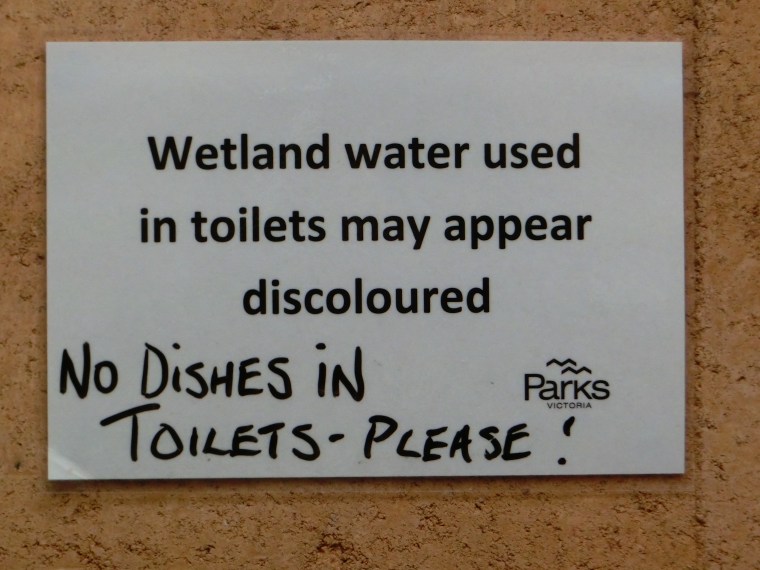 Wetland water used
in toilets may appear
discoloured
No DiSHES iN
TOILETS - PLEASE !
Parks
VICTORIA